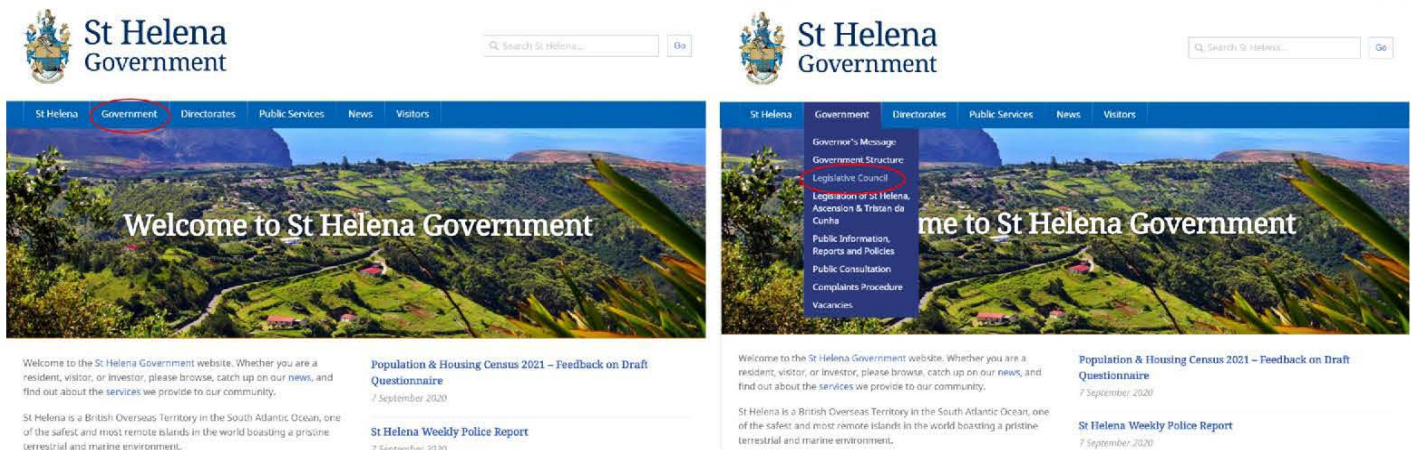 St Helena
Government
Search St Helena...
Go
St Helena Government Directorates Public Services News Visitors
Welcome to St Helena Government
Welcome to the St Helena Government website. Whether you are a
resident, visitor, or investor, please browse, catch up on our news, and
find out about the services we provide to our community.
St Helena is a British Overseas Territory in the South Atlantic Ocean, one
of the safest and most remote islands in the world boasting a pristine
terrestrial and marine environment.
Population & Housing Census 2021 – Feedback on Draft
Questionnaire
7 September 2020
St Helena Weekly Police Report
7 September 2020
St Helena
Government
Search St Helena...
Go
St Helena Government Directorates Public Services News Visitors
Governor's Message
Government Structure
Legislative Council
Legislation of St Helena,
Ascension & Tristan da
Cunha
Public Information,
Reports and Policies
Public Consultation
Complaints Procedure
Vacancies
me to St Helena Government
Welcome to the St Helena Government website. Whether you are a
resident, visitor, or investor, please browse, catch up on our news, and
find out about the services we provide to our community.
St Helena is a British Overseas Territory in the South Atlantic Ocean, one
of the safest and most remote islands in the world boasting a pristine
terrestrial and marine environment.
Population & Housing Census 2021 – Feedback on Draft
Questionnaire
7 September 2020
St Helena Weekly Police Report
7 September 2020